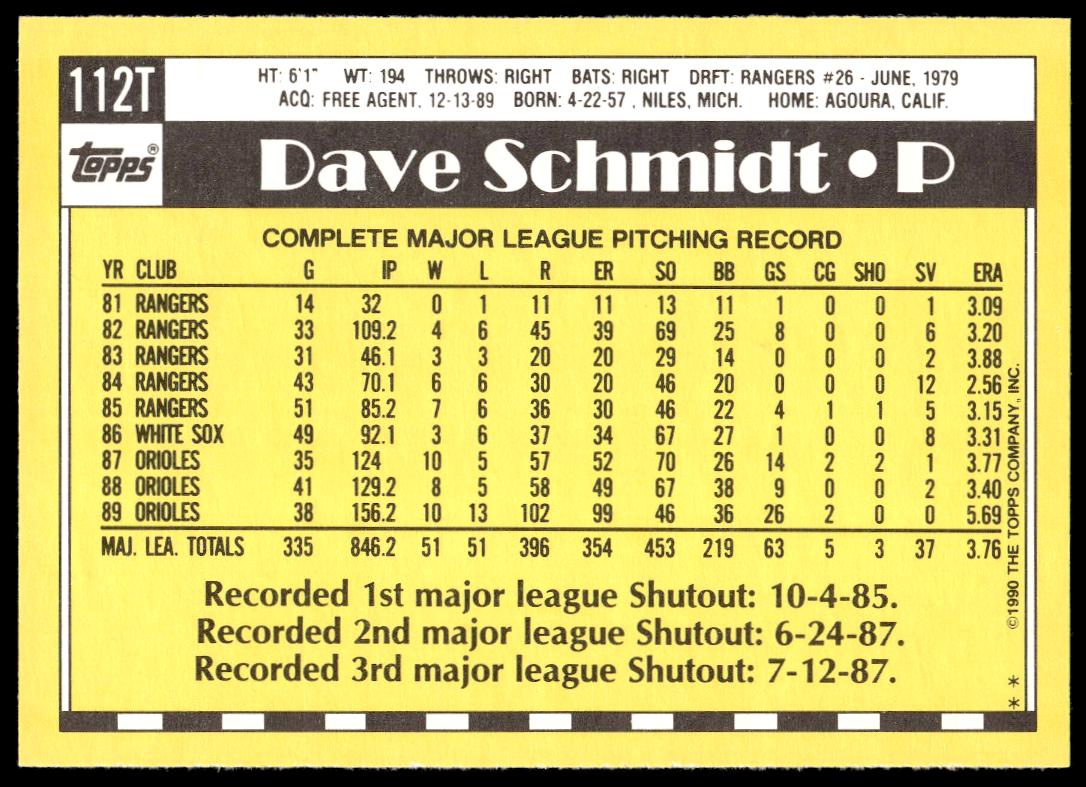 112T
HT: 6'1" WT: 194 THROWS: RIGHT BATS: RIGHT DRFT: RANGERS #26 - JUNE, 1979
ACQ: FREE AGENT, 12-13-89 BORN: 4-22-57 , NILES, MICH. HOME: AGOURA, CALIF.
topps®
Dave Schmidt • P
COMPLETE MAJOR LEAGUE PITCHING RECORD
YR CLUB G IP W L R ER SO BB GS CG SHO SV ERA
81 RANGERS 14 32 0 1 11 11 13 11 1 0 0 1 3.09
82 RANGERS 33 109.2 4 6 45 39 69 25 8 0 0 6 3.20
83 RANGERS 31 46.1 3 3 20 20 29 14 0 0 0 2 3.88
84 RANGERS 43 70.1 6 6 30 20 46 20 0 0 0 12 2.56
85 RANGERS 51 85.2 7 6 36 30 46 22 4 1 1 5 3.15
86 WHITE SOX 49 92.1 3 6 37 34 67 27 1 0 0 8 3.31
87 ORIOLES 35 124 10 5 57 52 70 26 14 2 2 1 3.77
88 ORIOLES 41 129.2 8 5 58 49 67 38 9 0 0 2 3.40
89 ORIOLES 38 156.2 10 13 102 99 46 36 26 2 0 0 5.69
MAJ. LEA. TOTALS 335 846.2 51 51 396 354 453 219 63 5 3 37 3.76
Recorded 1st major league Shutout: 10-4-85.
Recorded 2nd major league Shutout: 6-24-87.
Recorded 3rd major league Shutout: 7-12-87.
* * ©1990 THE TOPPS COMPANY, INC.